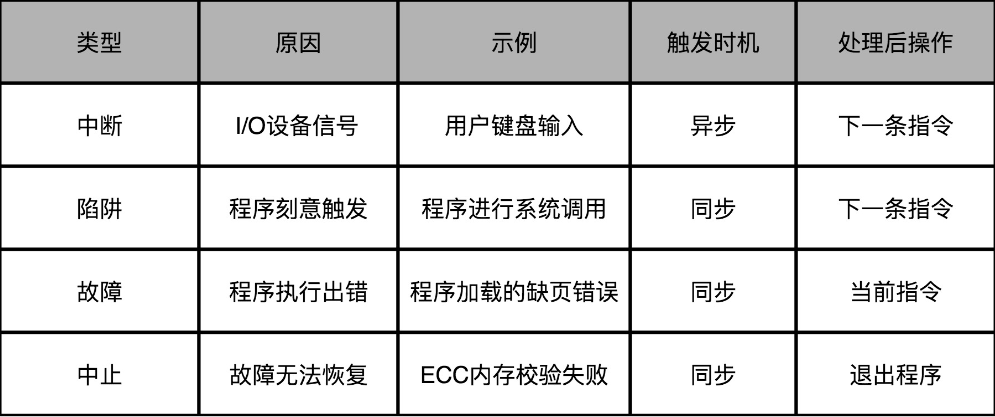 类型 原因 示例 触发时机 处理后操作
中断 I/O设备信号 用户键盘输入 异步 下一条指令
陷阱 程序刻意触发 程序进行系统调用 同步 下一条指令
故障 程序执行出错 程序加载的缺页错误 同步 当前指令
中止 故障无法恢复 ECC内存校验失败 同步 退出程序